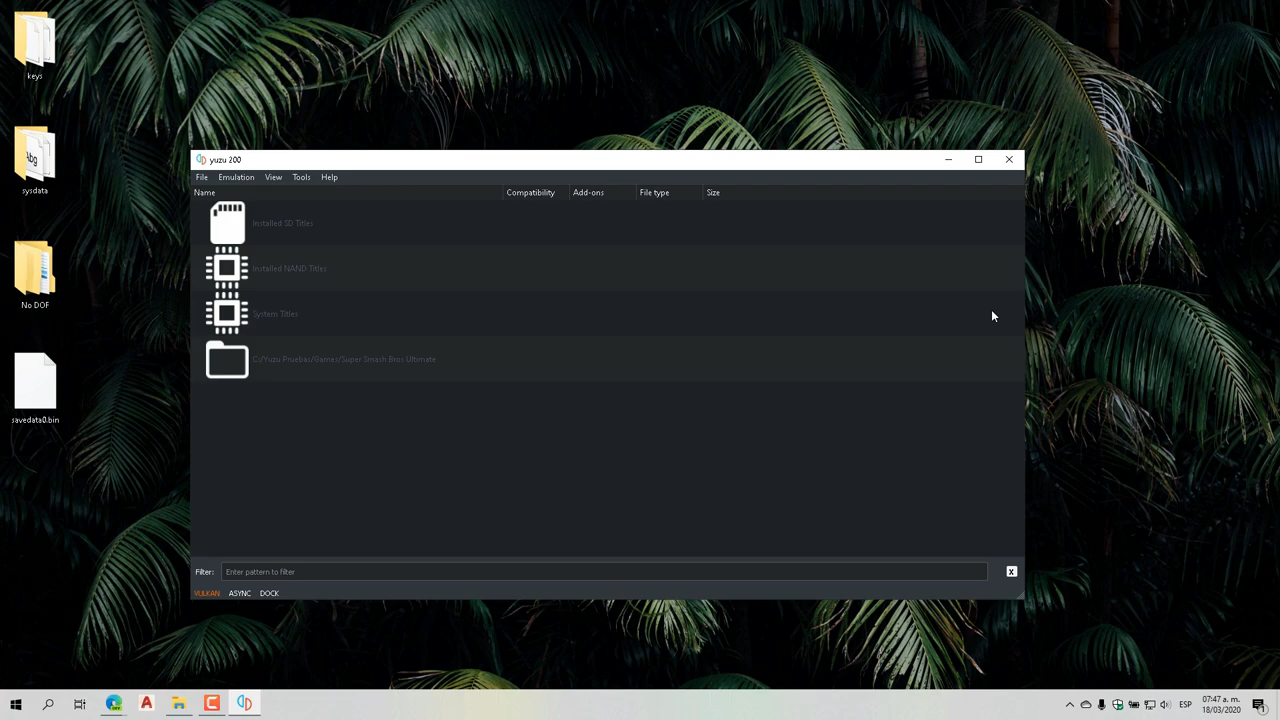 keys
Abg
sysdata
No DOF
savedata0.bin
yuzu 200
File Emulation View Tools Help
Name Compatibility Add-ons File type Size
Installed SD Titles
Installed NAND Titles
System Titles
C:/Yuzu Pruebas/Games/Super Smash Bros Ultimate
Filter: Enter pattern to filter X
VULKAN ASYNC DOCK
ESP
07:47 a. m.
18/03/2020